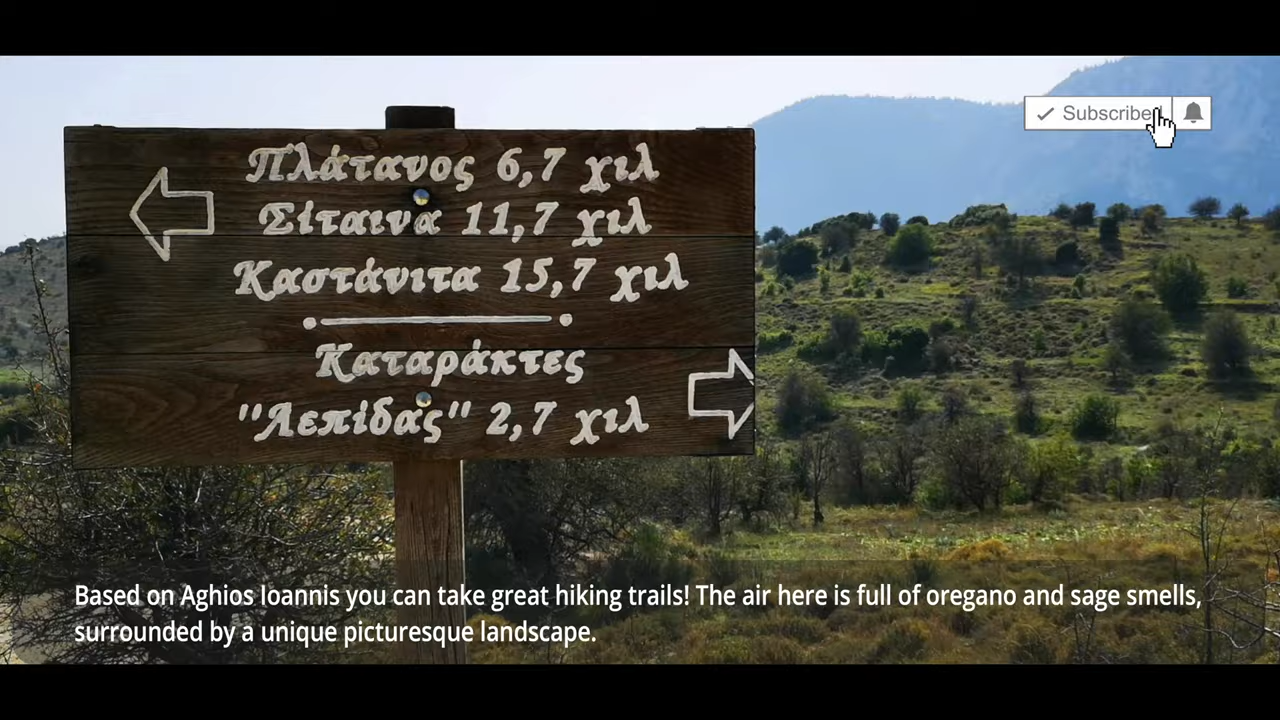 Πλάτανος 6,7 χιλ
Σίταινα 11,7 χιλ
Καστάνιτα 15,7 χιλ
Καταράκτες
"Λεπίδας" 2,7 χιλ
Subscribed
Based on Aghios Ioannis you can take great hiking trails! The air here is full of oregano and sage smells,
surrounded by a unique picturesque landscape.